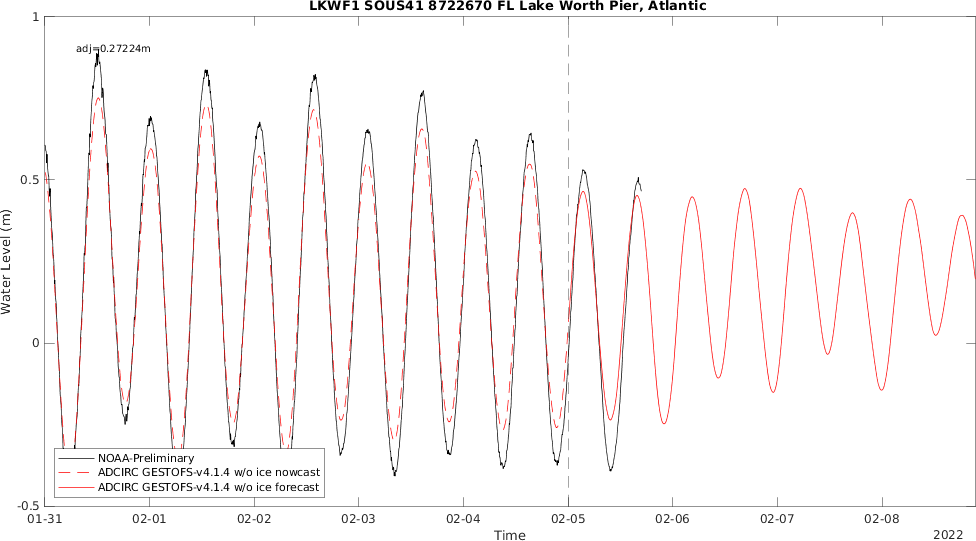 LKWF1 SOUS41 8722670 FL Lake Worth Pier, Atlantic
adj=0.27224m
1
0.5
0
-0.5
Water Level (m)
NOAA-Preliminary
ADCIRC GESTOFS-v4.1.4 w/o ice nowcast
ADCIRC GESTOFS-v4.1.4 w/o ice forecast
01-31 02-01 02-02 02-03 02-04 02-05 02-06 02-07 02-08
Time
2022